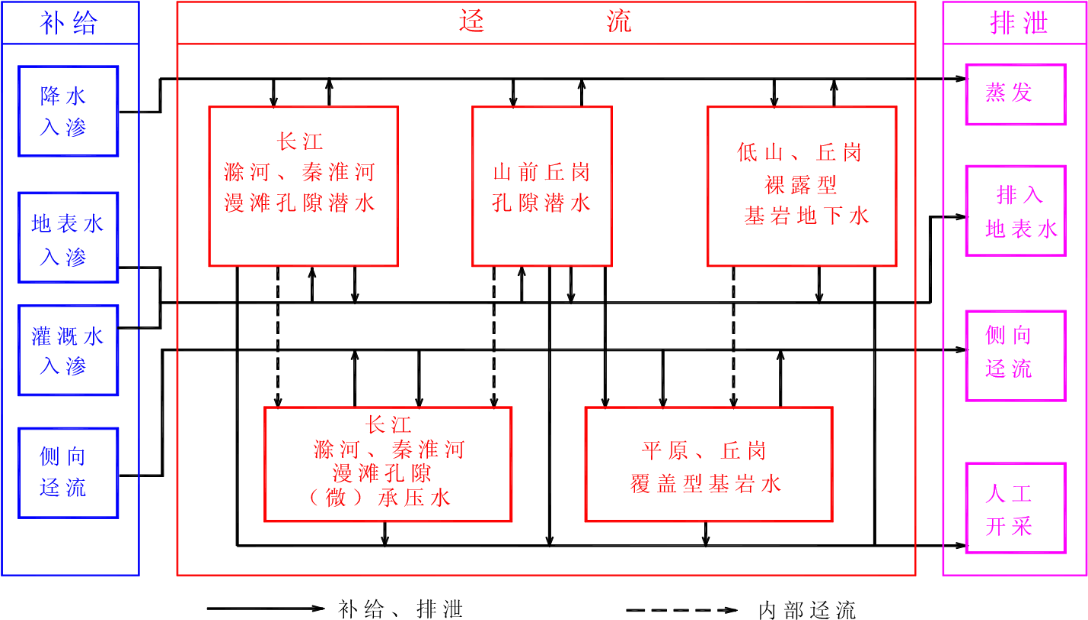 补给
降水
入渗
地表水
入渗
灌溉水
入渗
侧向
迳流
迳 流
长江
滁河、秦淮河
漫滩孔隙潜水
山前丘岗
孔隙潜水
低山、丘岗
裸露型
基岩地下水
长江
滁河、秦淮河
漫滩孔隙
（微）承压水
平原、丘岗
覆盖型基岩水
排泄
蒸发
排入
地表水
侧向
迳流
人工
开采
补给、排泄
内部迳流